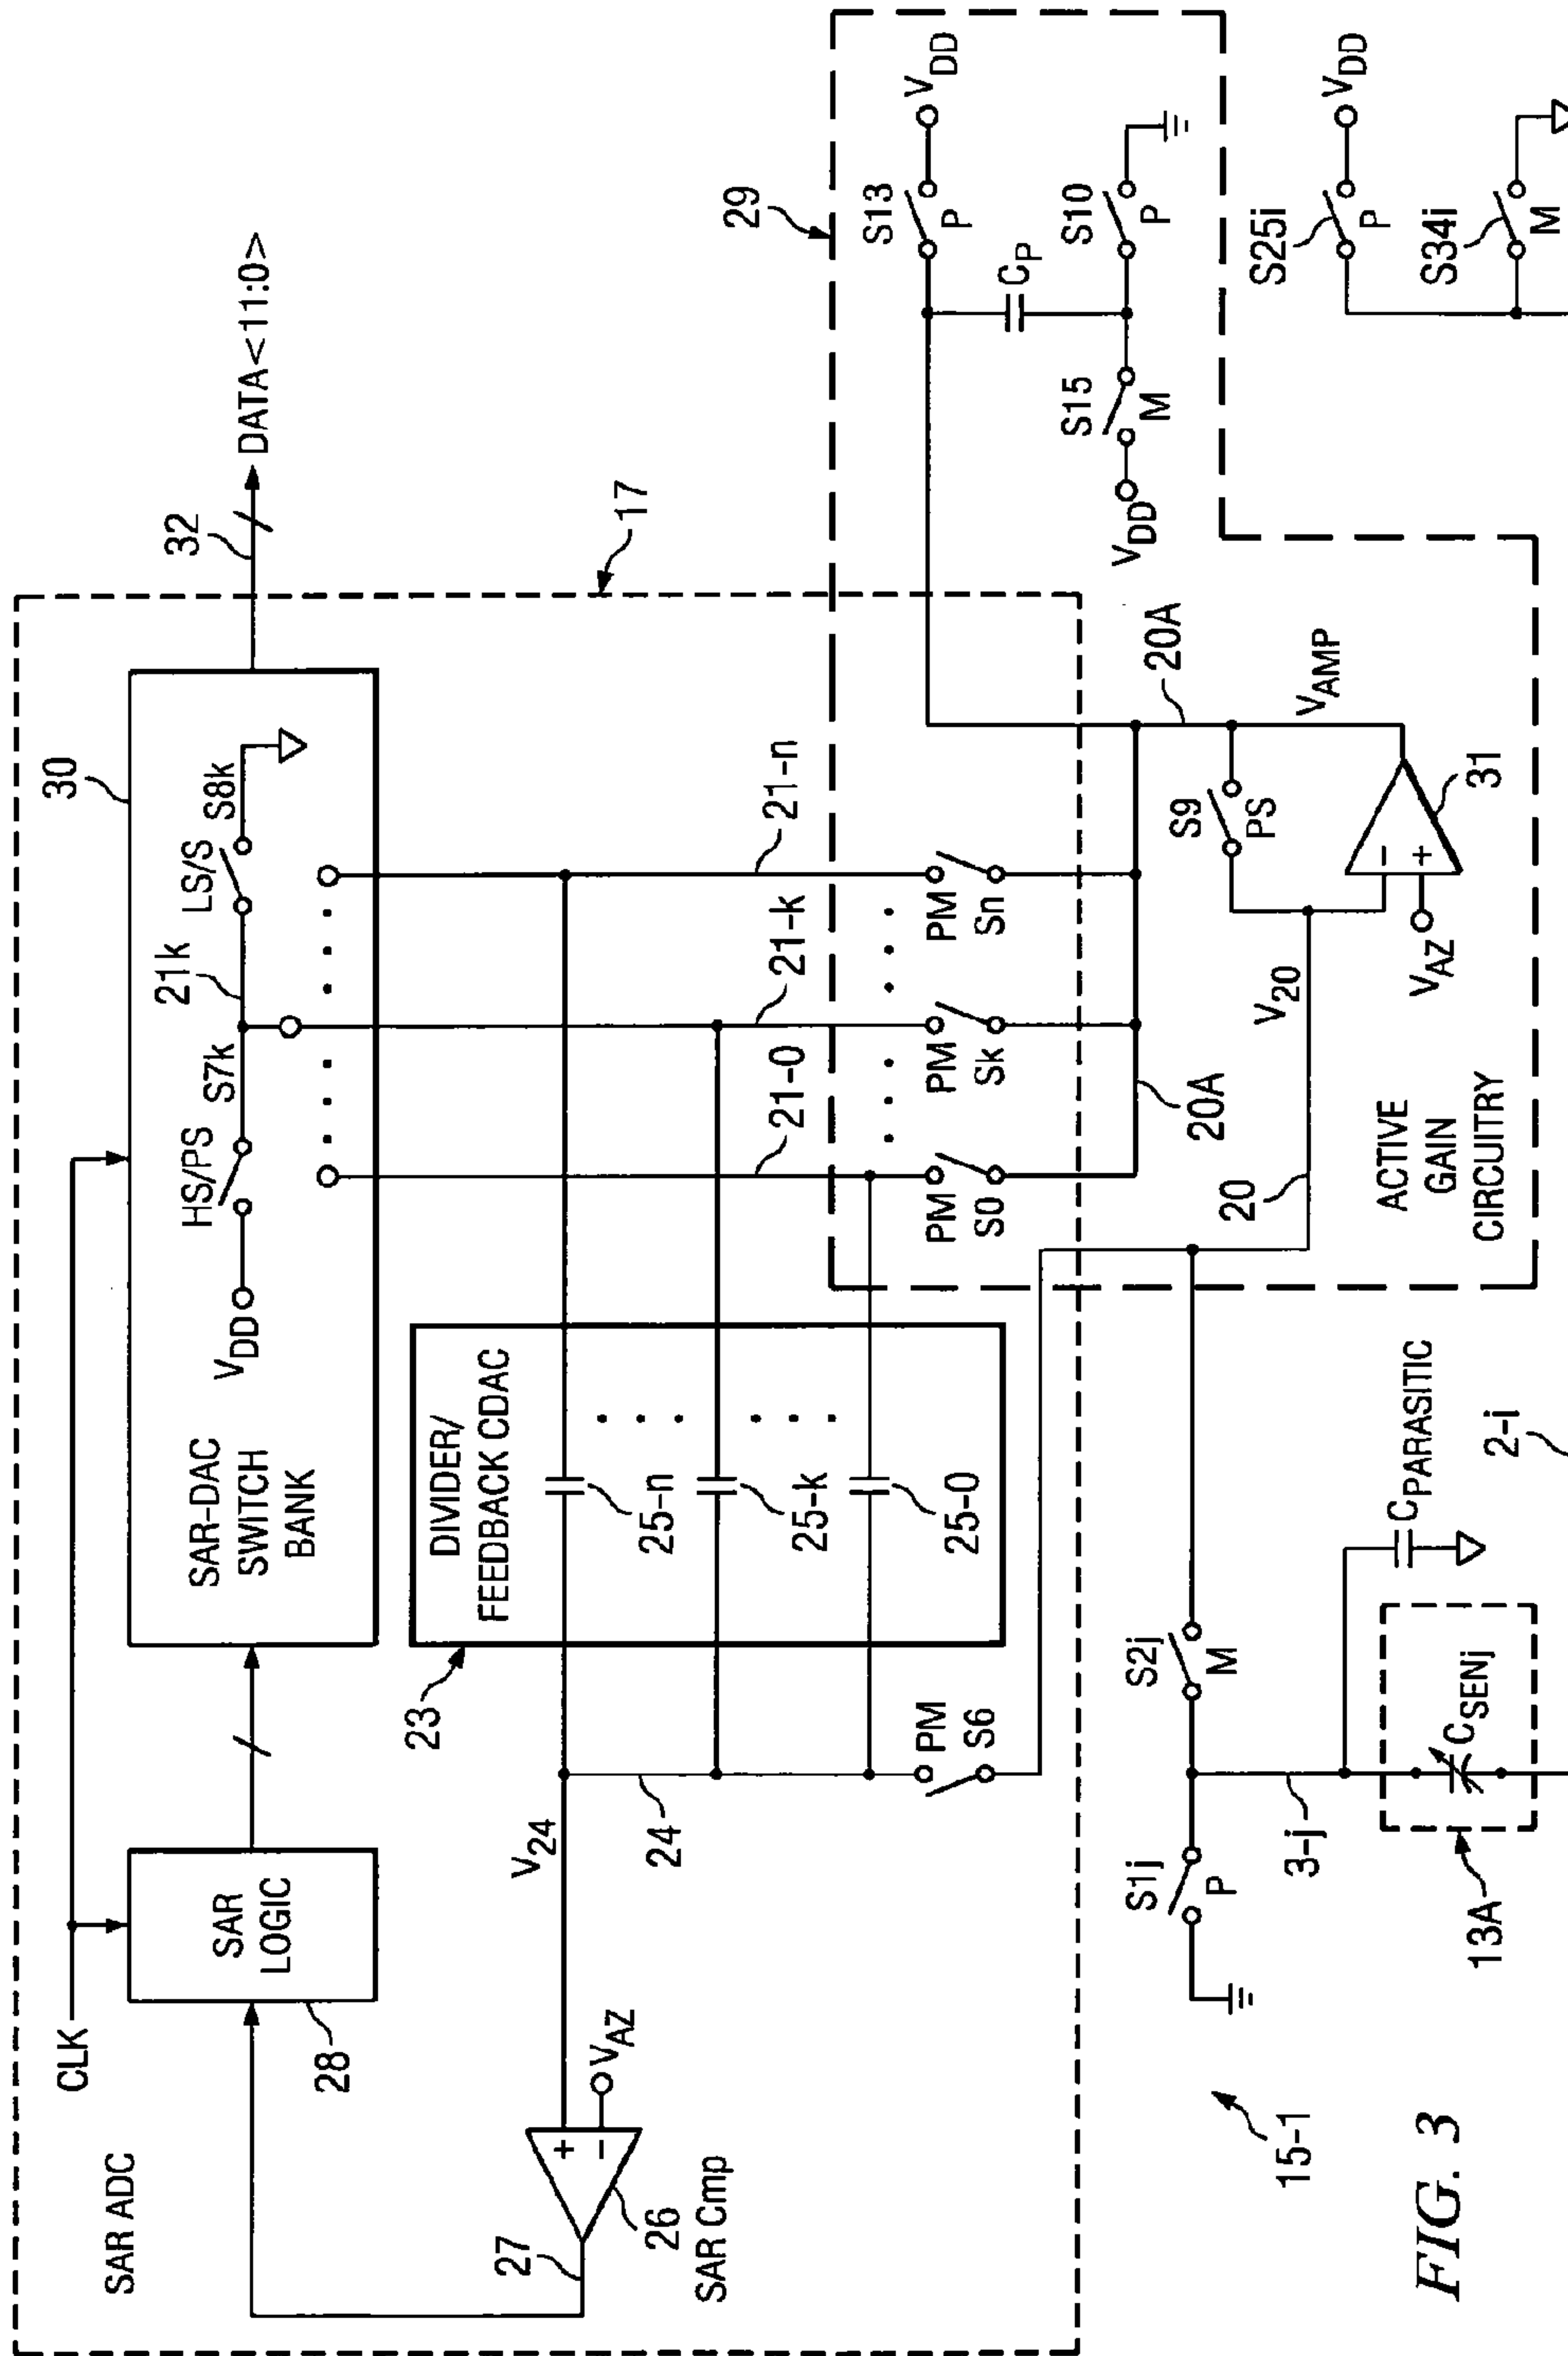 SAR ADC
CLK
SAR
LOGIC
28
27
26
SAR Cmp
V24
VAZ
SAR-DAC
SWITCH
BANK
VDD
HS/PS
S7k
21k
LS/S
S8k
30
32
DATA<11:0>
17
DIVIDER/
FEEDBACK CDAC
23
25-n
25-k
25-0
24
PM
S6
21-0
21-k
21-n
PM
S0
PM
Sk
PM
Sn
20A
20A
29
S13
P
VDD
CP
S10
P
S15
M
VDD
S9
PS
VAMP
31
V20
VAZ
20
ACTIVE
GAIN
CIRCUITRY
S25i
P
VDD
S34i
M
S1j
P
S2j
M
3-j
CPARASITIC
CSENj
13A
2-i
15-1
FIG. 3